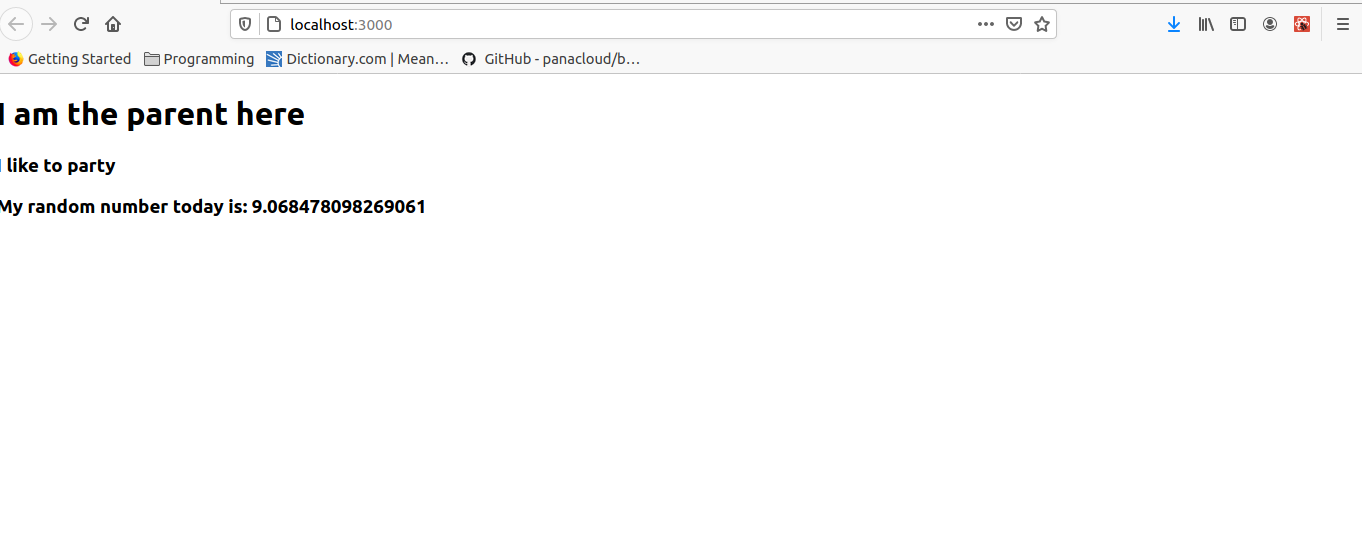 localhost:3000
Getting Started Programming Dictionary.com | Mean… GitHub - panacloud/b…
I am the parent here
I like to party
My random number today is: 9.068478098269061